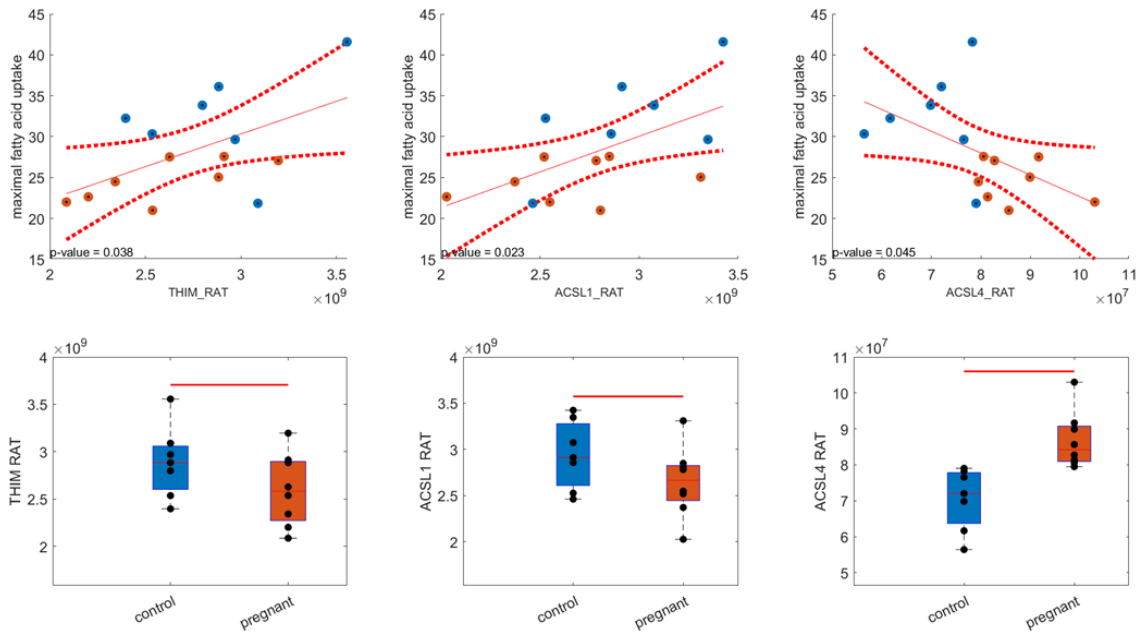 45
40
35
30
25
20
15
maximal fatty acid uptake
p-value = 0.038
2 2.5 3 3.5
THIM_RAT
×10⁹
45
40
35
30
25
20
15
maximal fatty acid uptake
p-value = 0.023
2 2.5 3 3.5
ACSL1_RAT
×10⁹
45
40
35
30
25
20
15
maximal fatty acid uptake
p-value = 0.045
5 6 7 8 9 10 11
ACSL4_RAT
×10⁷
×10⁹
4
3.5
3
2.5
2
THIM RAT
control pregnant
×10⁹
4
3.5
3
2.5
2
ACSL1 RAT
control pregnant
×10⁷
11
10
9
8
7
6
5
ACSL4 RAT
control pregnant